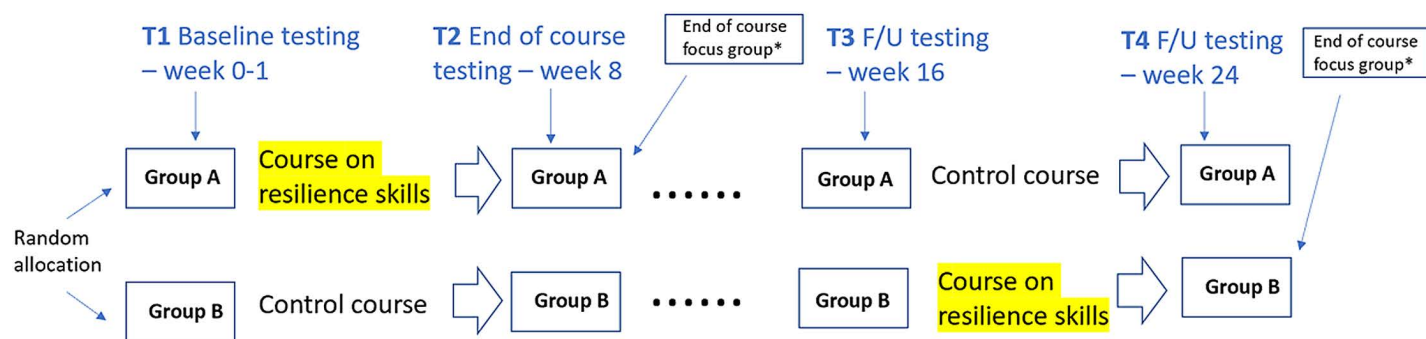 T1 Baseline testing
– week 0-1
T2 End of course
testing – week 8
End of course
focus group*
T3 F/U testing
– week 16
T4 F/U testing
– week 24
End of course
focus group*
Random
allocation
Group A
Course on
resilience skills
Group A
......
Group A
Control course
Group A
Group B
Control course
Group B
......
Group B
Course on
resilience skills
Group B